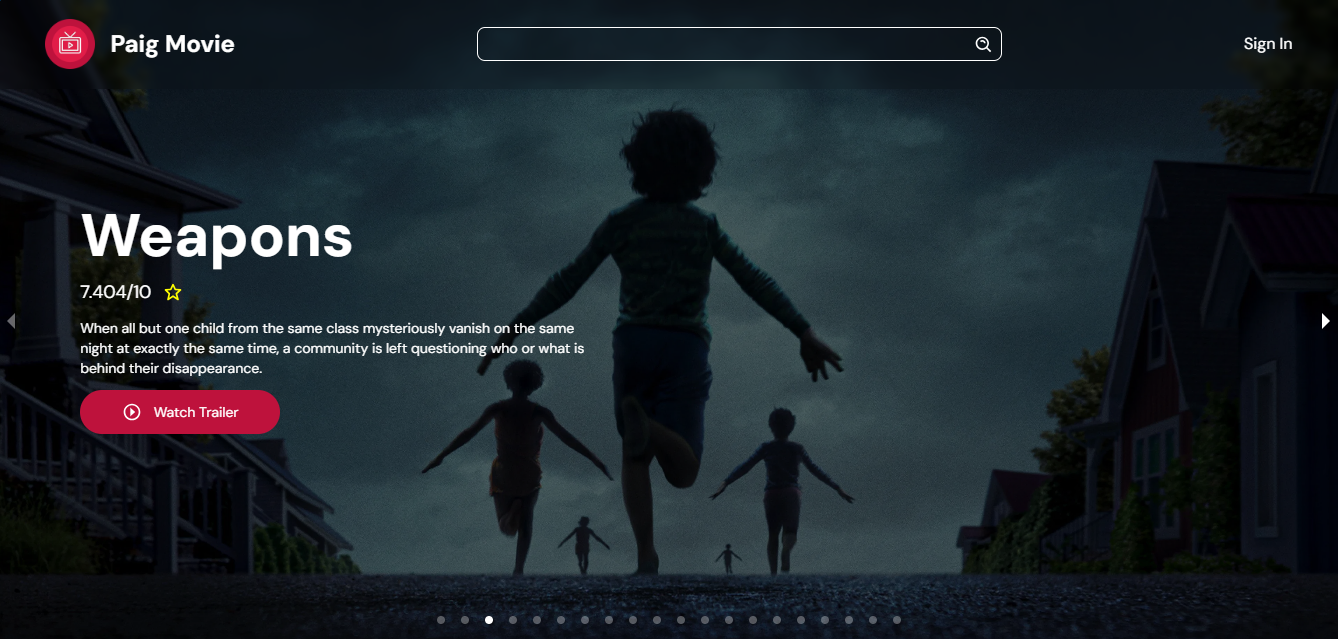 Paig Movie
Sign In
Weapons
7.404/10
When all but one child from the same class mysteriously vanish on the same
night at exactly the same time, a community is left questioning who or what is
behind their disappearance.
Watch Trailer